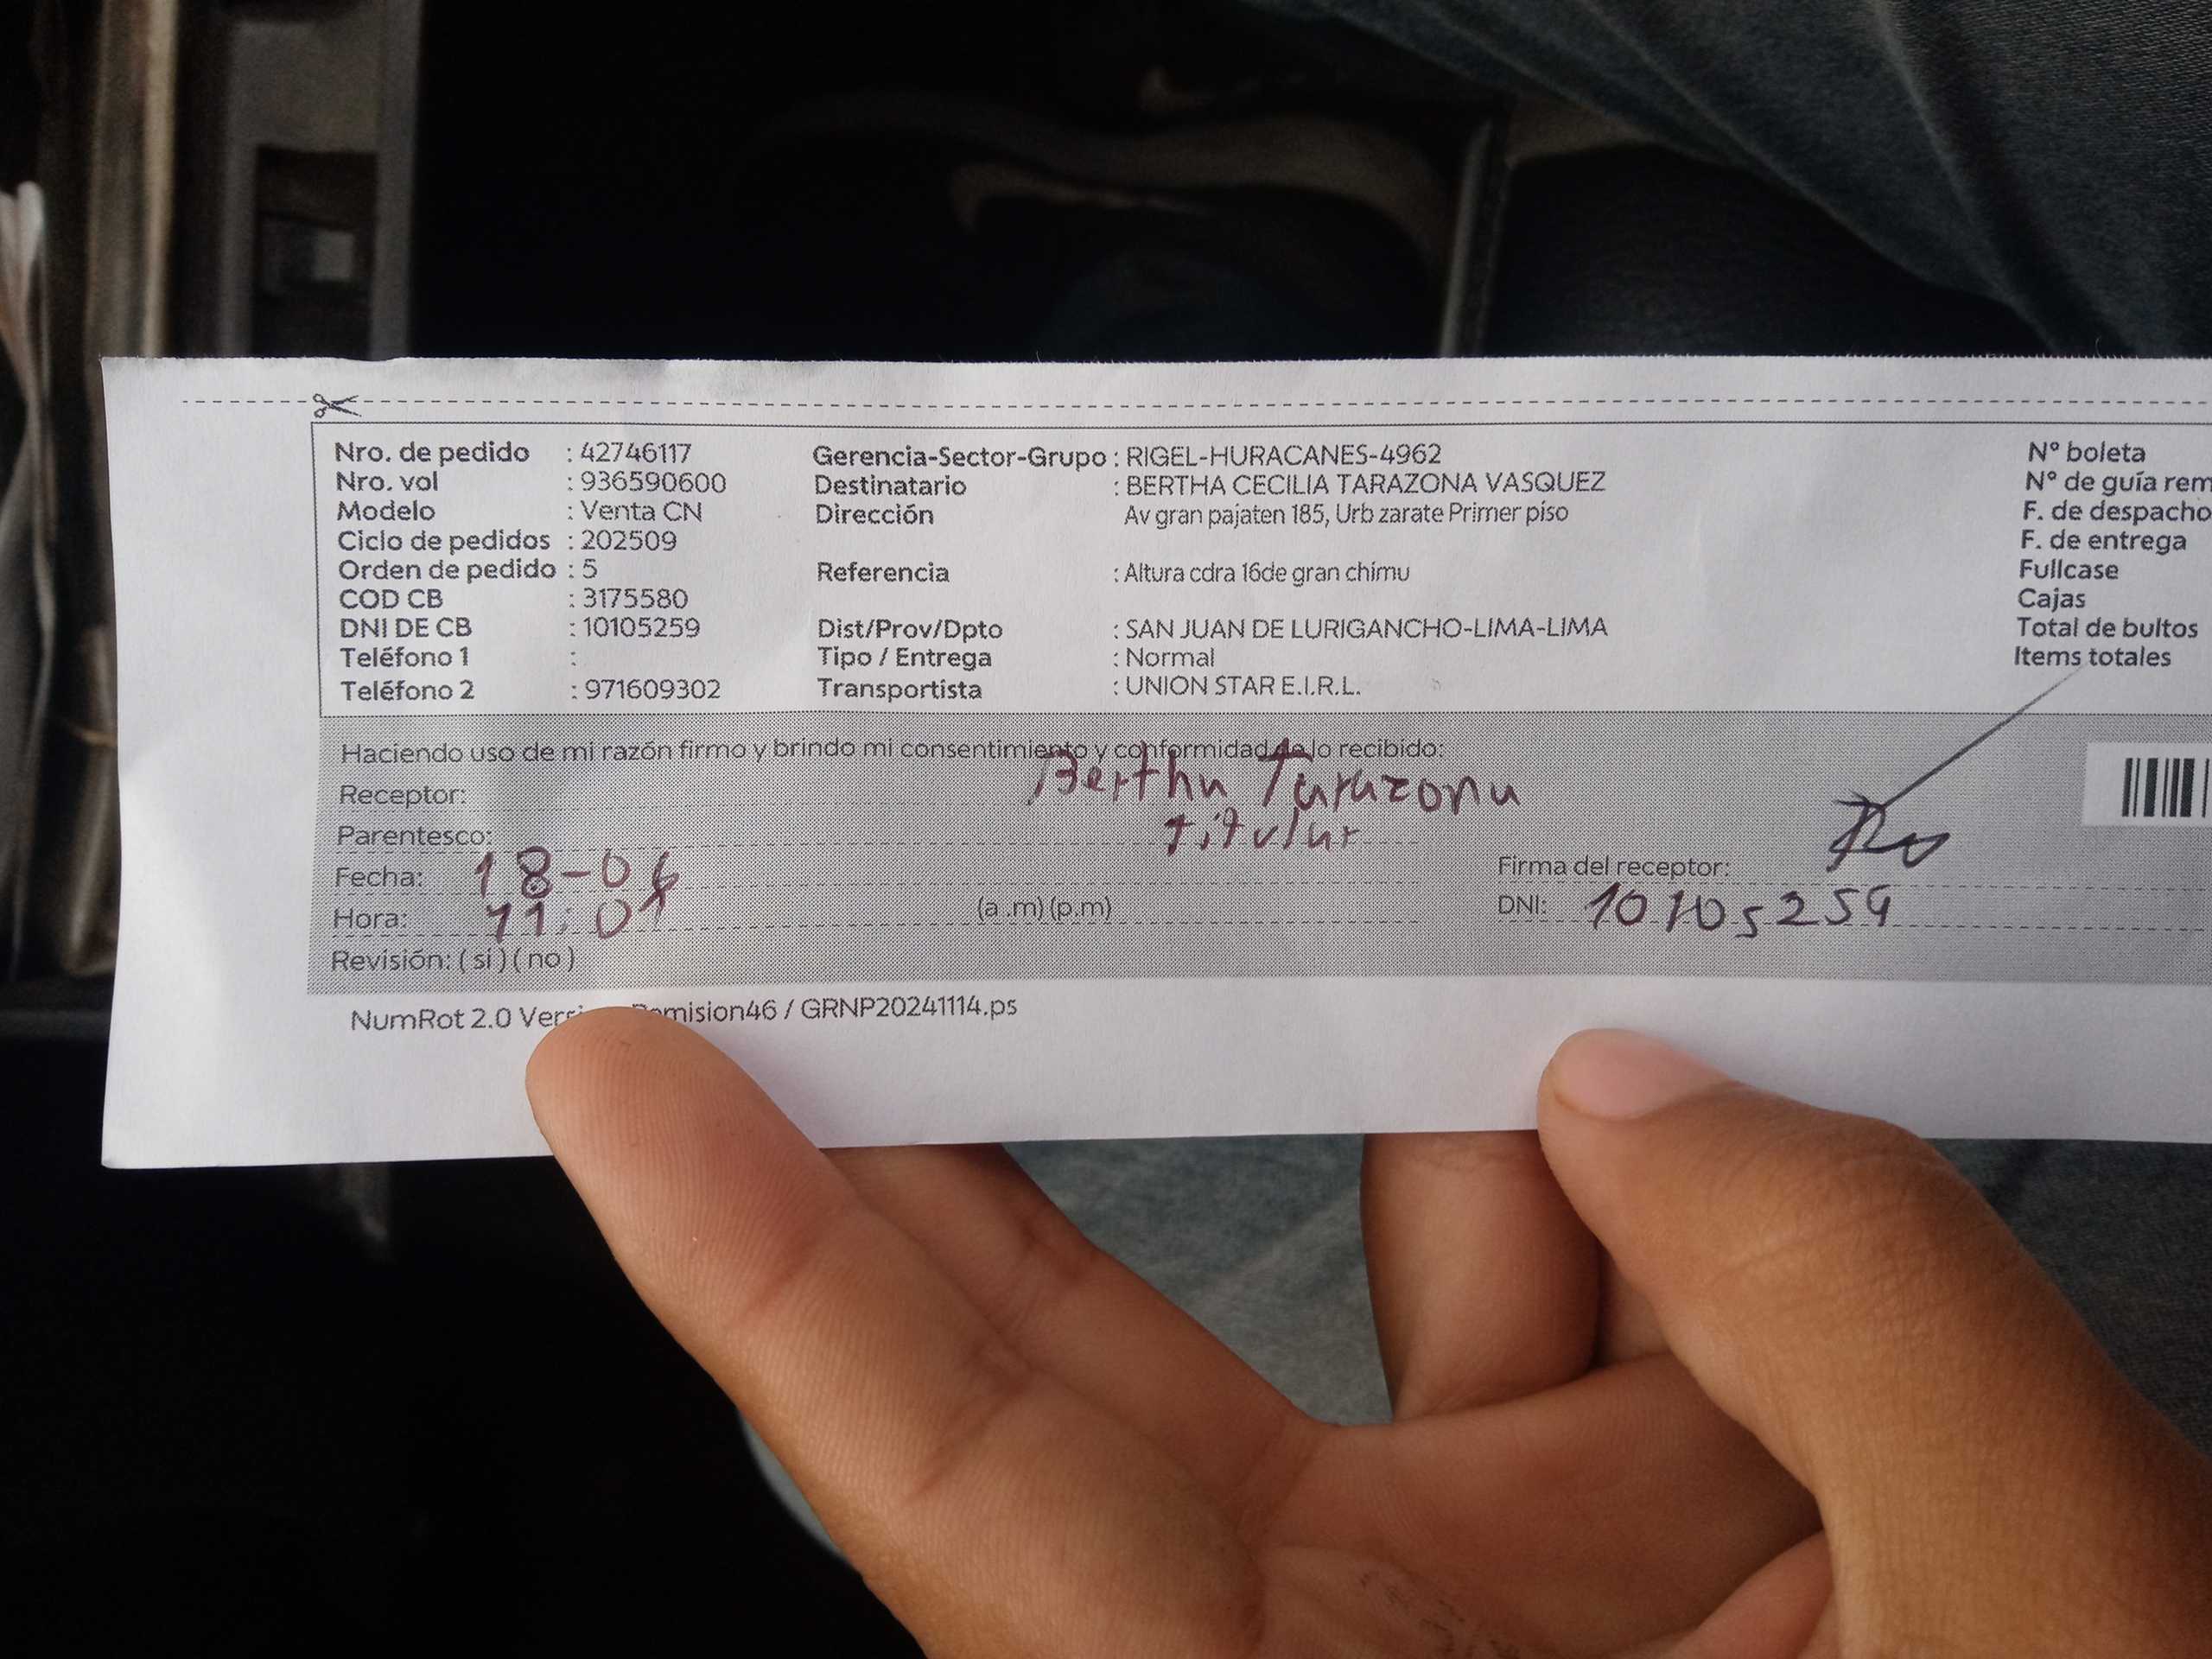 Nro. de pedido : 42746117 Gerencia-Sector-Grupo : RIGEL-HURACANES-4962 N° boleta
Nro. vol : 936590600 Destinatario : BERTHA CECILIA TARAZONA VASQUEZ N° de guía rem
Modelo : Venta CN Dirección Av gran pajaten 185, Urb zarate Primer piso F. de despacho
Ciclo de pedidos : 202509 F. de entrega
Orden de pedido : 5 Referencia : Altura cdra 16de gran chimu Fullcase
COD CB : 3175580 Cajas
DNI DE CB : 10105259 Dist/Prov/Dpto : SAN JUAN DE LURIGANCHO-LIMA-LIMA Total de bultos
Teléfono 1 : Tipo / Entrega : Normal Items totales
Teléfono 2 : 971609302 Transportista : UNION STAR E.I.R.L.
Haciendo uso de mi razón firmo y brindo mi consentimiento y conformidad de lo recibido:
Receptor: Bertha Tarazona
Parentesco: titular
Fecha: 18-06 Firma del receptor:
Hora: 11:01 (a .m) (p.m) DNI: 10105259
Revisión: ( si ) ( no )
NumRot 2.0 / GRNP20241114.ps